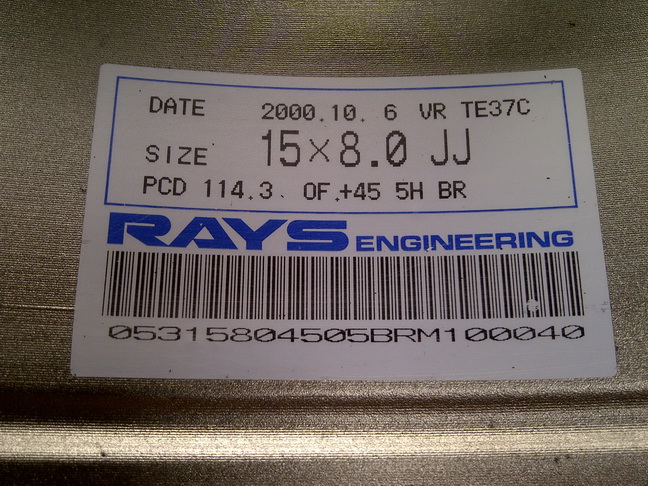 DATE 2000.10. 6 VR TE37C
SIZE 15×8.0 JJ
PCD 114.3. OF.+45 5H BR
RAYS ENGINEERING
05315804505BRM100040